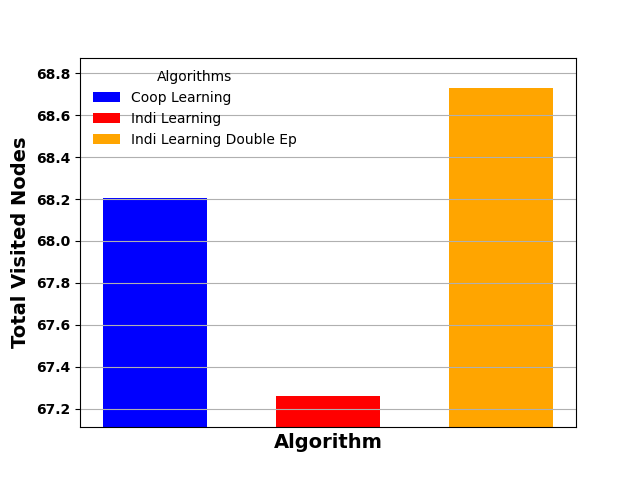 Total Visited Nodes
68.8
68.6
68.4
68.2
68.0
67.8
67.6
67.4
67.2
Algorithms
Coop Learning
Indi Learning
Indi Learning Double Ep
Algorithm